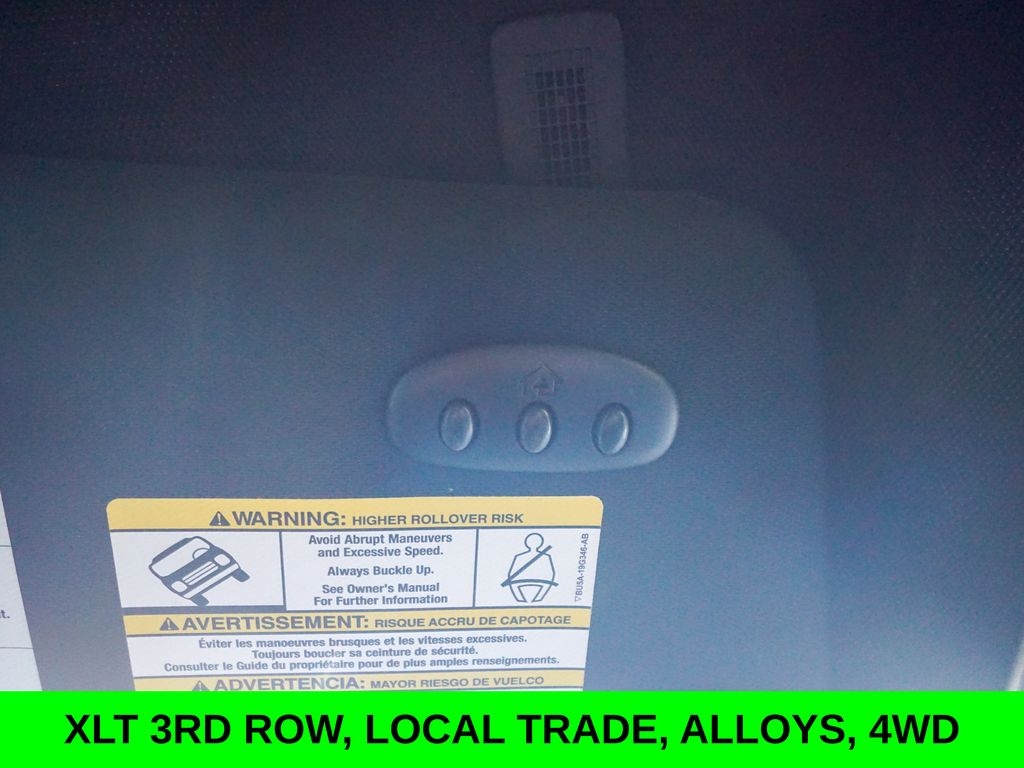 WARNING: HIGHER ROLLOVER RISK
Avoid Abrupt Maneuvers
and Excessive Speed.
Always Buckle Up.
See Owner's Manual
For Further Information
▽BU5A-19G346-AB
AVERTISSEMENT: RISQUE ACCRU DE CAPOTAGE
Éviter les manoeuvres brusques et les vitesses excessives.
Toujours boucler sa ceinture de sécurité.
Consulter le Guide du propriétaire pour de plus amples renseignements.
ADVERTENCIA: MAYOR RIESGO DE VUELCO
t.
XLT 3RD ROW, LOCAL TRADE, ALLOYS, 4WD